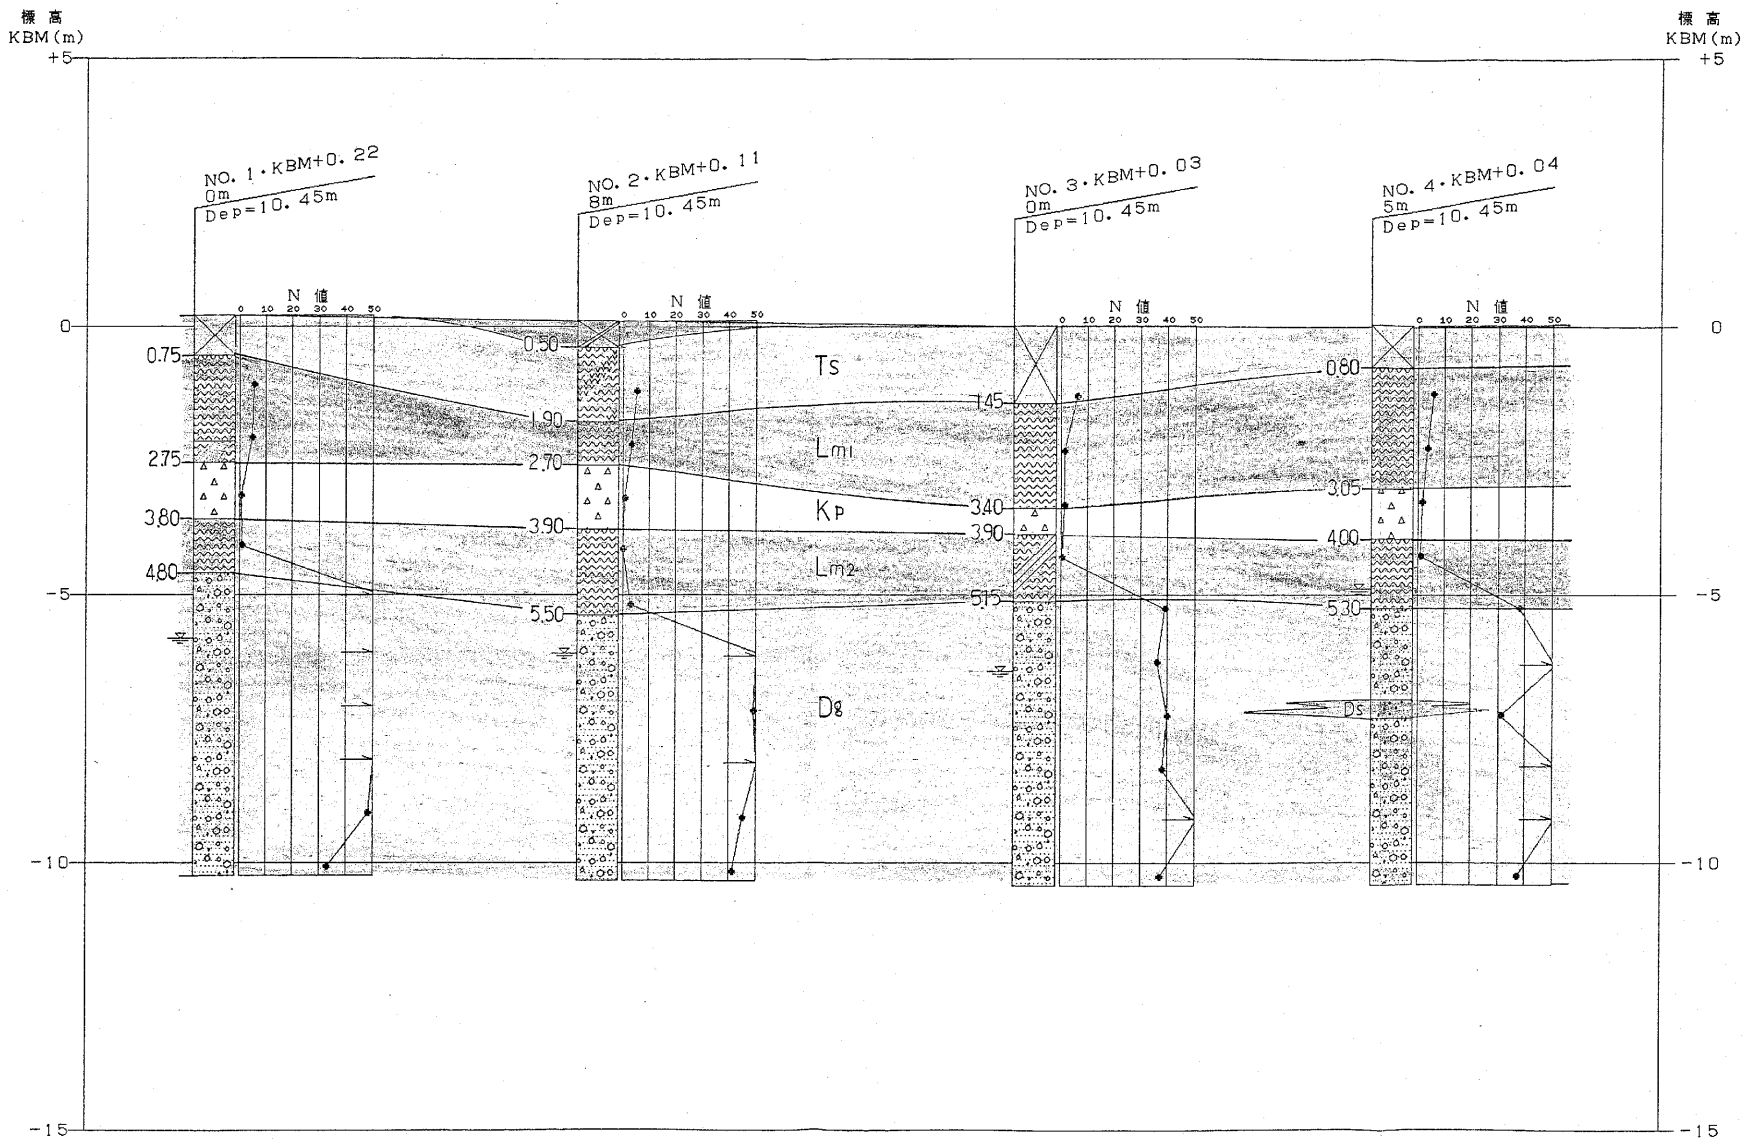 標高
KBM(m)
標高
KBM(m)
+5
+5
NO. 1・KBM+0. 22
0m
Dep=10. 45m
NO. 2・KBM+0. 11
8m
Dep=10. 45m
NO. 3・KBM+0. 03
0m
Dep=10. 45m
NO. 4・KBM+0. 04
5m
Dep=10. 45m
N 値
0 10 20 30 40 50
N 値
0 10 20 30 40 50
N 値
0 10 20 30 40 50
N 値
0 10 20 30 40 50
0
0
0.75
0.50
Ts
1.45
0.80
1.90
Lm1
2.75
2.70
3.40
3.05
Kp
3.80
3.90
3.90
4.00
Lm2
4.80
5.50
5.15
5.30
-5
-5
Dg
Ds
-10
-10
-15
-15